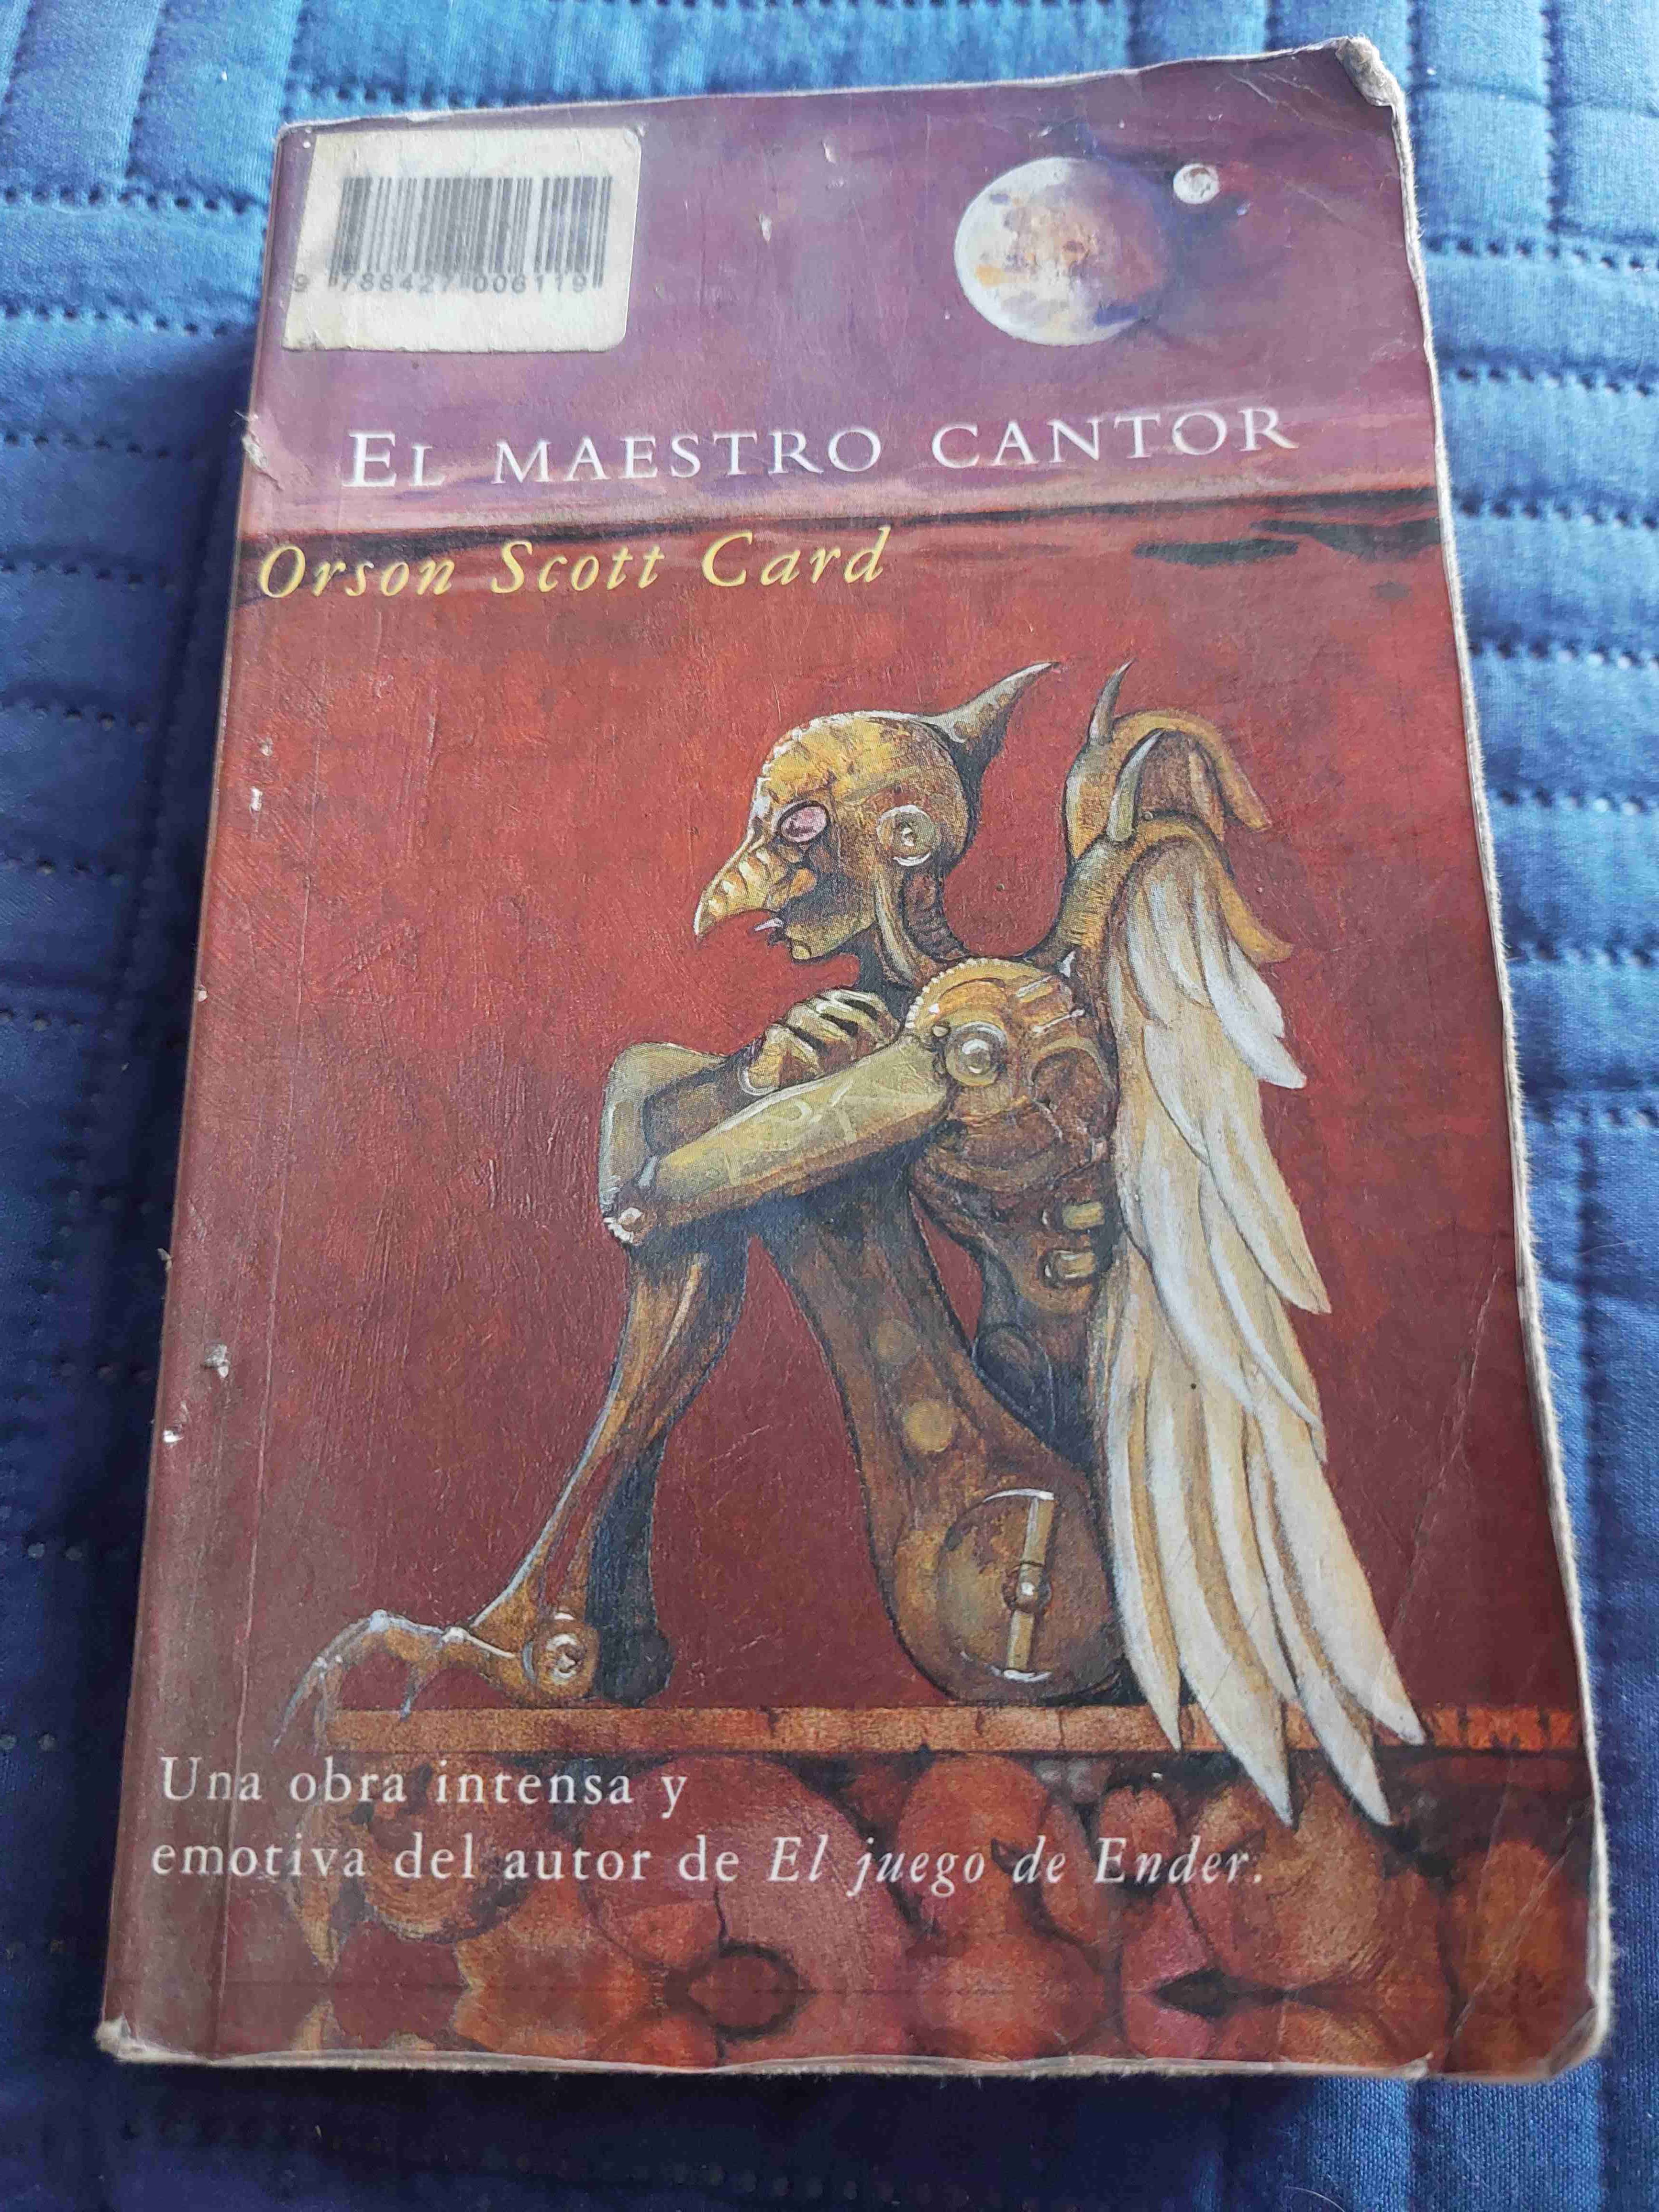 9 788427 006119
EL MAESTRO CANTOR
Orson Scott Card
Una obra intensa y
emotiva del autor de El juego de Ender.